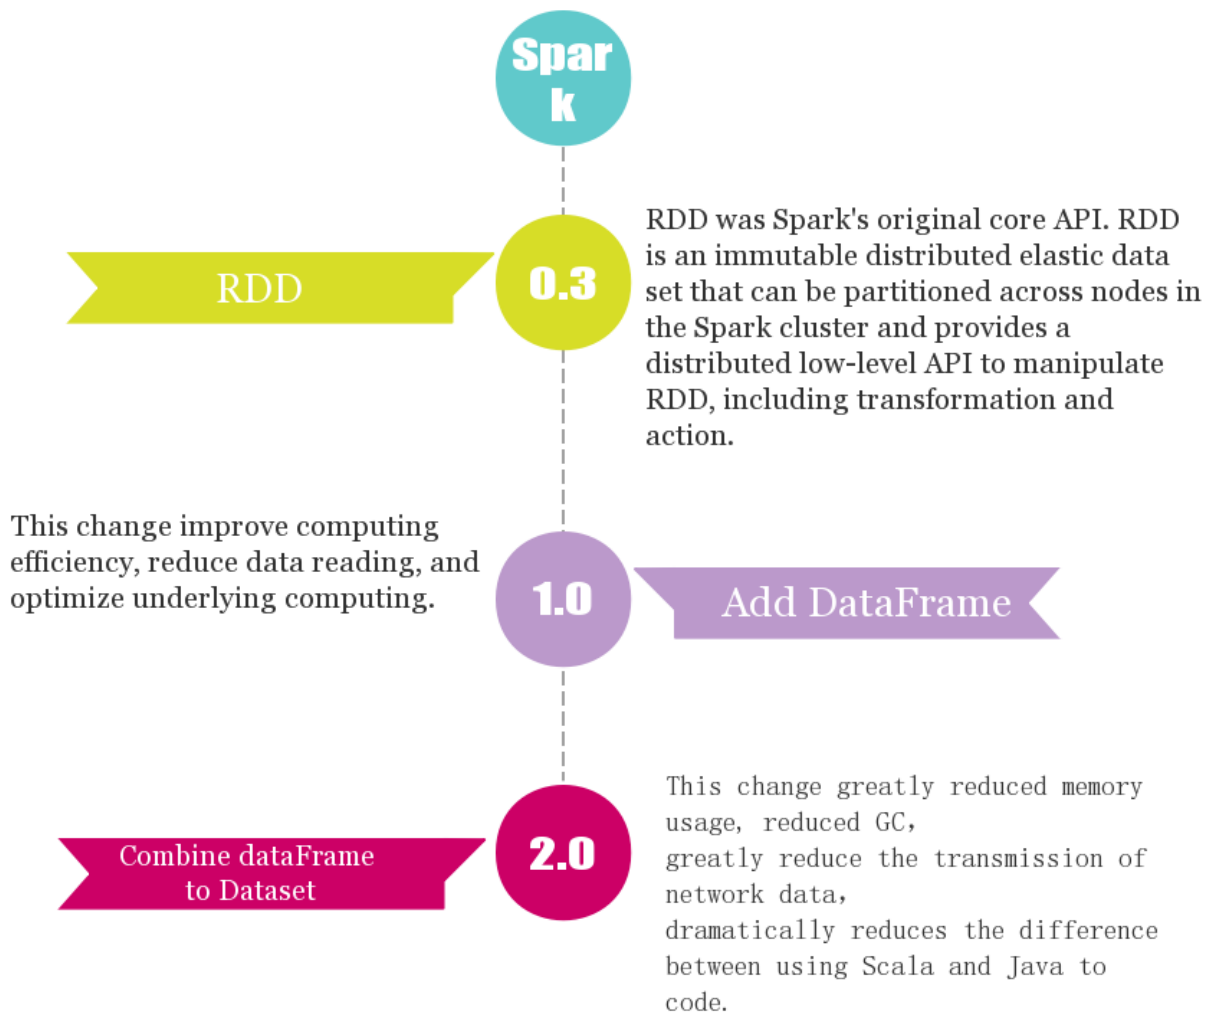 Spar
k
RDD
0.3
RDD was Spark's original core API. RDD
is an immutable distributed elastic data
set that can be partitioned across nodes in
the Spark cluster and provides a
distributed low-level API to manipulate
RDD, including transformation and
action.
This change improve computing
efficiency, reduce data reading, and
optimize underlying computing.
1.0
Add DataFrame
Combine dataFrame
to Dataset
2.0
This change greatly reduced memory
usage, reduced GC,
greatly reduce the transmission of
network data,
dramatically reduces the difference
between using Scala and Java to
code.